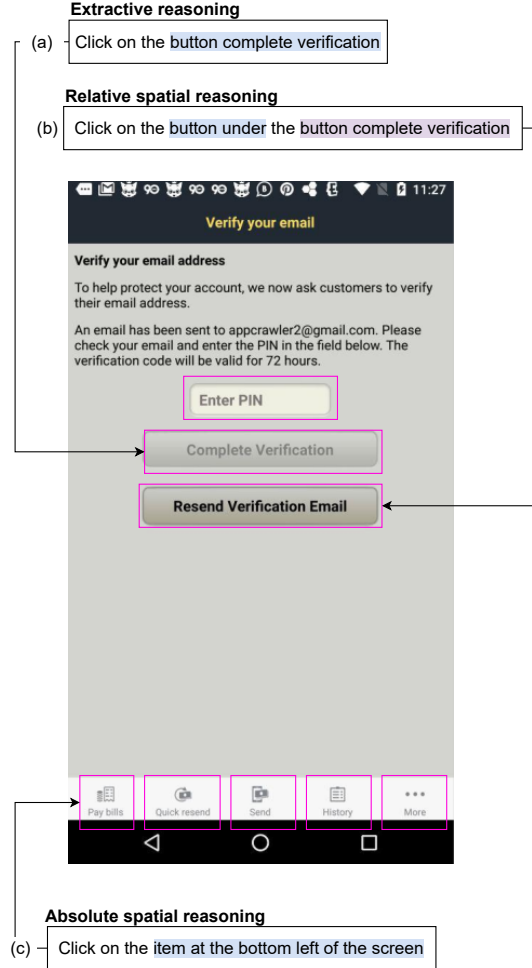 Extractive reasoning
(a) Click on the button complete verification
Relative spatial reasoning
(b) Click on the button under the button complete verification
11:27
Verify your email
Verify your email address
To help protect your account, we now ask customers to verify
their email address.
An email has been sent to appcrawler2@gmail.com. Please
check your email and enter the PIN in the field below. The
verification code will be valid for 72 hours.
Enter PIN
Complete Verification
Resend Verification Email
Pay bills Quick resend Send History More
Absolute spatial reasoning
(c) Click on the item at the bottom left of the screen